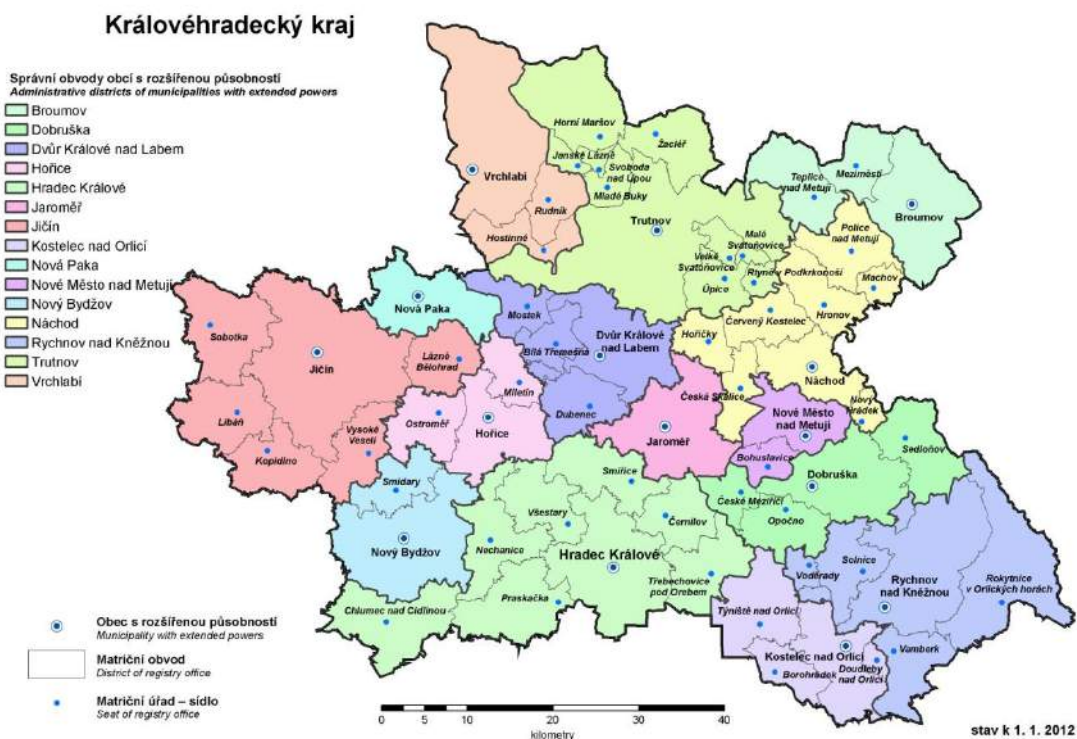 Královéhradecký kraj
Správní obvody obcí s rozšířenou působností
Administrative districts of municipalities with extended powers
Broumov
Dobruška
Dvůr Králové nad Labem
Hořice
Hradec Králové
Jaroměř
Jičín
Kostelec nad Orlicí
Nová Paka
Nové Město nad Metují
Nový Bydžov
Náchod
Rychnov nad Kněžnou
Trutnov
Vrchlabí
Horní Maršov
Žacléř
Janské Lázně
Svoboda
nad Úpou
Mladé Buky
Vrchlabí
Rudník
Hostinné
Trutnov
Teplice
nad Metují
Meziměstí
Broumov
Police
nad Metují
Malé
Svatoňovice
Velké
Svatoňovice
Rtyně v Podkrkonoší
Úpice
Machov
Hronov
Červený Kostelec
Nová Paka
Mostek
Dvůr Králové
nad Labem
Bílá Třemešná
Hořičky
Sobotka
Jičín
Lázně
Bělohrad
Miletín
Dubenec
Náchod
Česká Skalice
Nový
Hrádek
Libáň
Vysoké
Veselí
Kopidlno
Ostroměř
Hořice
Jaroměř
Nové Město
nad Metují
Bohuslavice
Sedloňov
Dobruška
Smidary
Smiřice
České Meziříčí
Opočno
Všestary
Černilov
Nový Bydžov
Nechanice
Hradec Králové
Třebechovice
pod Orebem
Voděrady
Solnice
Rychnov
nad Kněžnou
Rokytnice
v Orlických horách
Chlumec nad Cidlinou
Praskačka
Týniště nad Orlicí
Kostelec nad Orlicí
Vamberk
Borohrádek
Doudleby
nad Orlicí
Obec s rozšířenou působností
Municipality with extended powers
Matriční obvod
District of registry office
Matriční úřad – sídlo
Seat of registry office
0 5 10 20 30 40
kilometry
stav k 1. 1. 2012